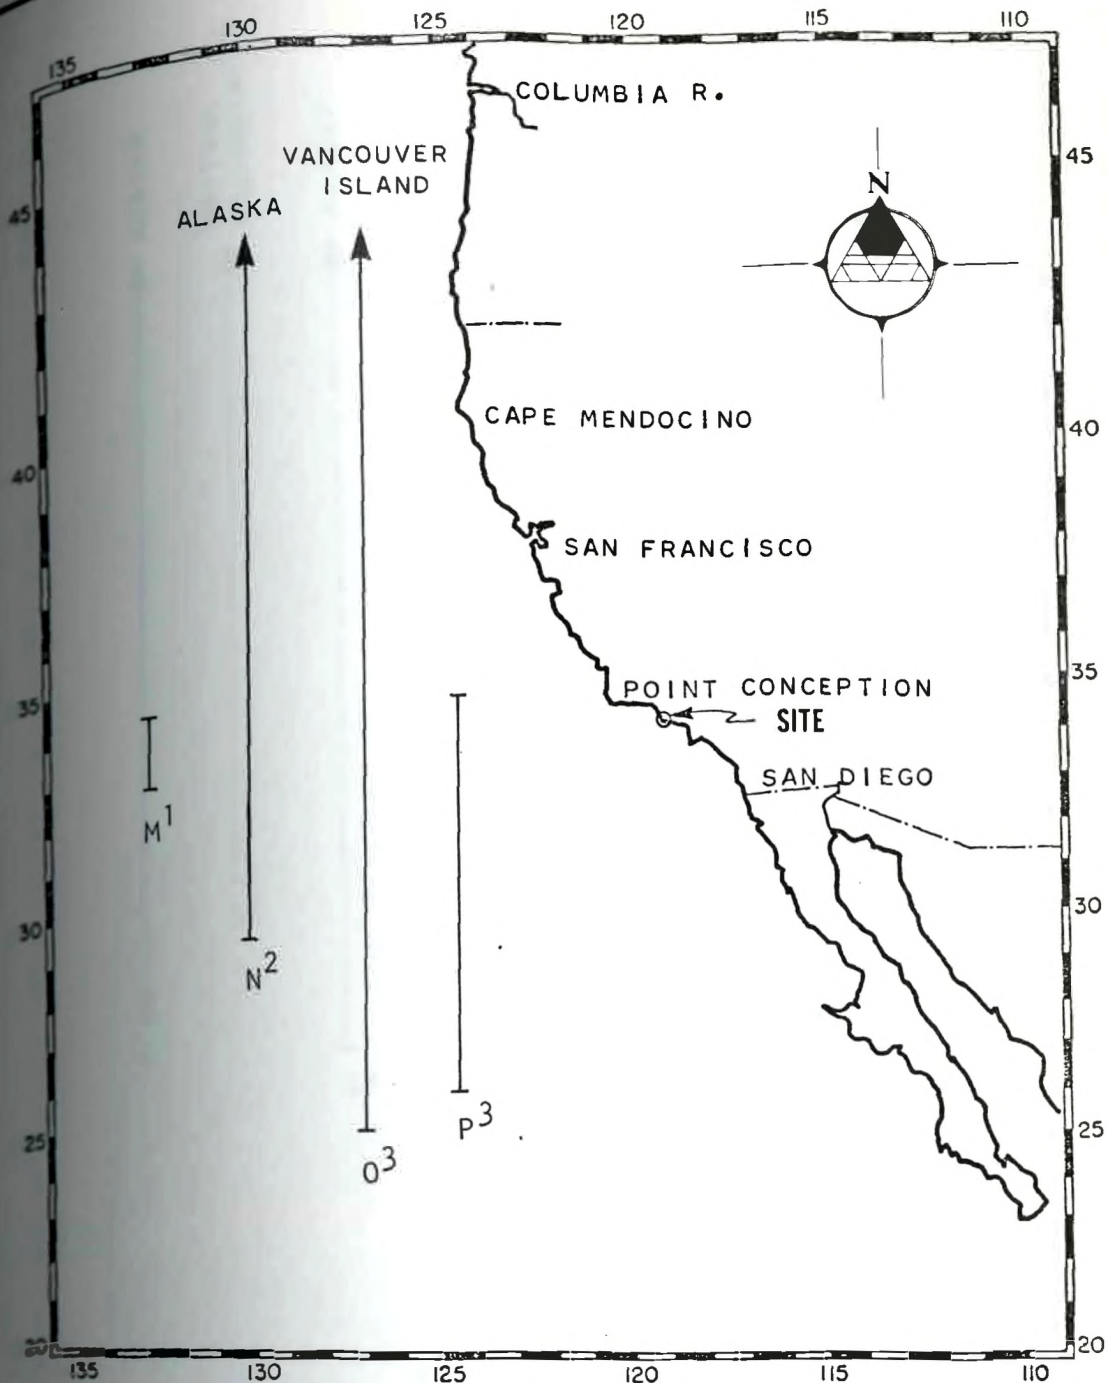 135
130
125
120
115
110
COLUMBIA R.
VANCOUVER
ISLAND
ALASKA
N
45
45
CAPE MENDOCINO
40
40
SAN FRANCISCO
35
35
POINT CONCEPTION
SITE
SAN DIEGO
M1
30
30
N2
P3
25
25
O3
20
20
135
130
125
120
115
110